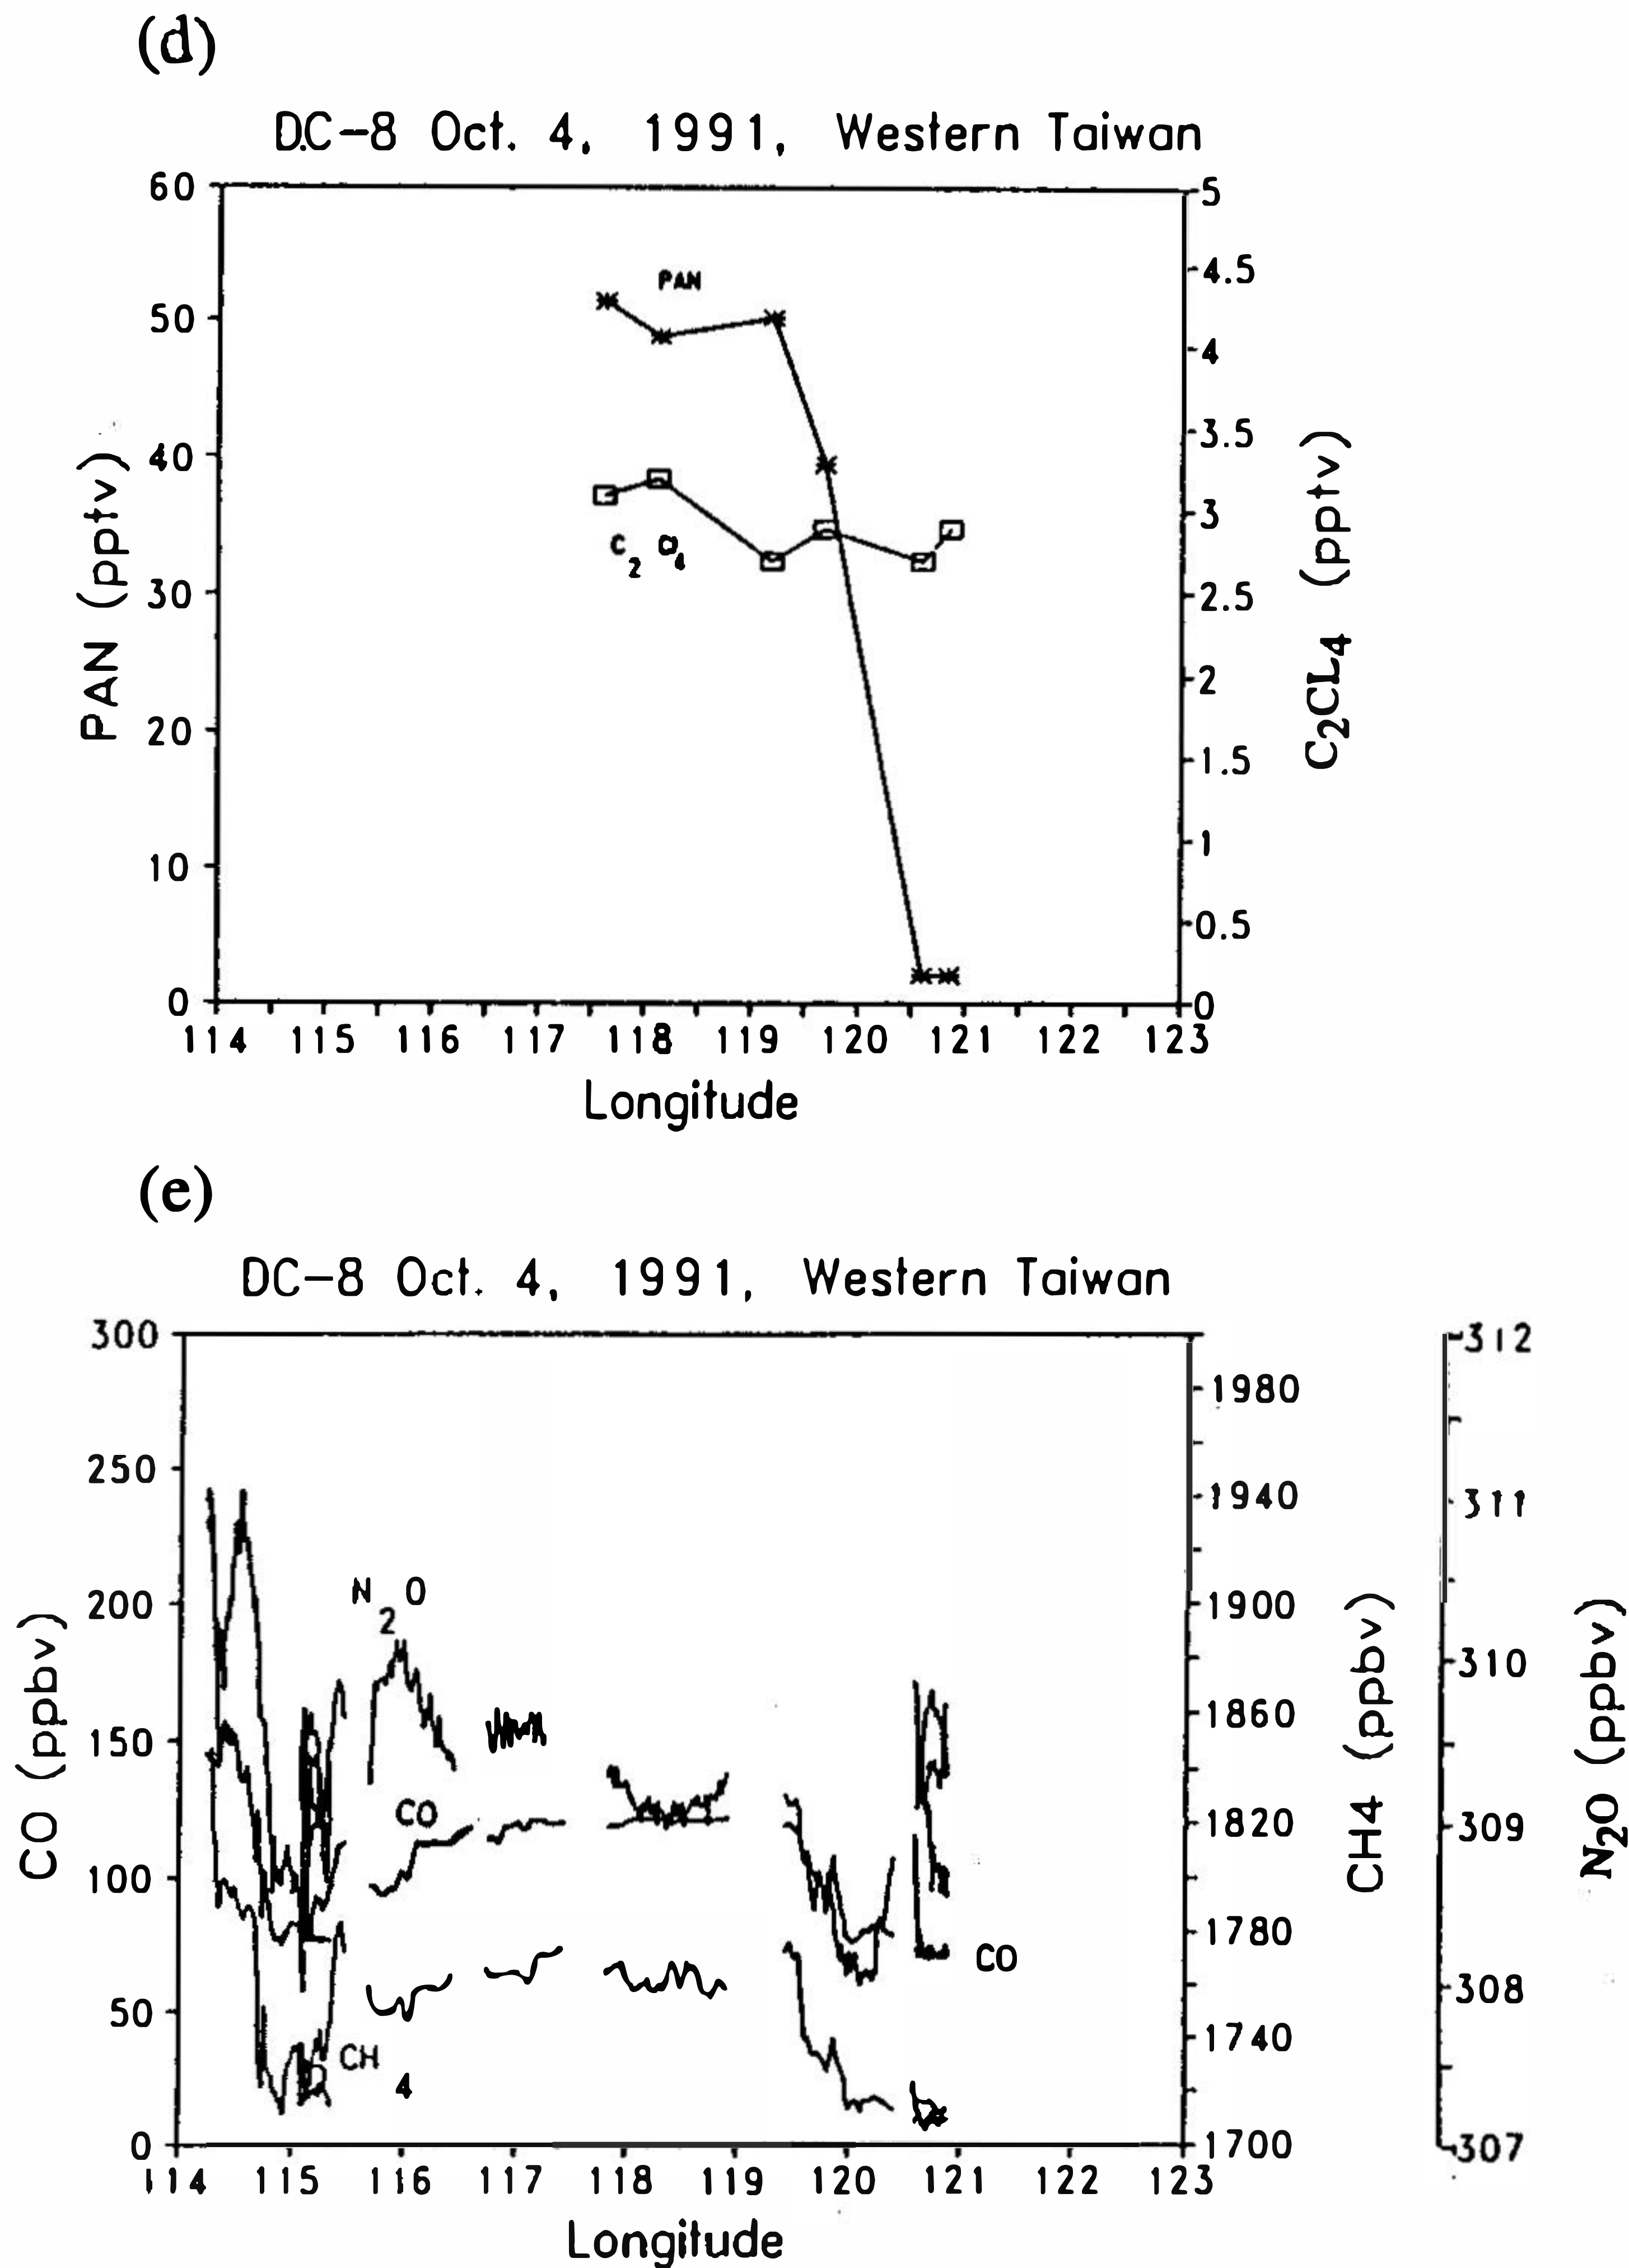 (d)
D.C-8 Oct. 4, 1991, Western Taiwan
60
50
40
30
20
10
0
PAN (pptv)
5
4.5
4
3.5
3
2.5
2
1.5
1
0.5
0
C2CL4 (pptv)
PAN
C2 Cl4
114 115 116 117 118 119 120 121 122 123
Longitude
(e)
DC-8 Oct. 4, 1991, Western Taiwan
300
250
200
150
100
50
0
CO (ppbv)
1980
1940
1900
1860
1820
1780
1740
1700
CH4 (ppbv)
312
311
310
309
308
307
N2O (ppbv)
N2O
CO
CO
CH4
114 115 116 117 118 119 120 121 122 123
Longitude